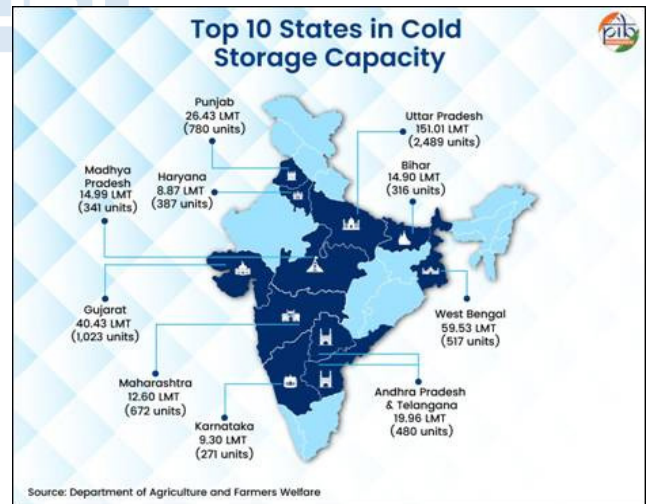 Top 10 States in Cold
Storage Capacity
pib
Punjab
26.43 LMT
(780 units)
Uttar Pradesh
151.01 LMT
(2,489 units)
Madhya
Pradesh
14.99 LMT
(341 units)
Haryana
8.87 LMT
(387 units)
Bihar
14.90 LMT
(316 units)
Gujarat
40.43 LMT
(1,023 units)
West Bengal
59.53 LMT
(517 units)
Maharashtra
12.60 LMT
(672 units)
Karnataka
9.30 LMT
(271 units)
Andhra Pradesh
& Telangana
19.96 LMT
(480 units)
Source: Department of Agriculture and Farmers Welfare